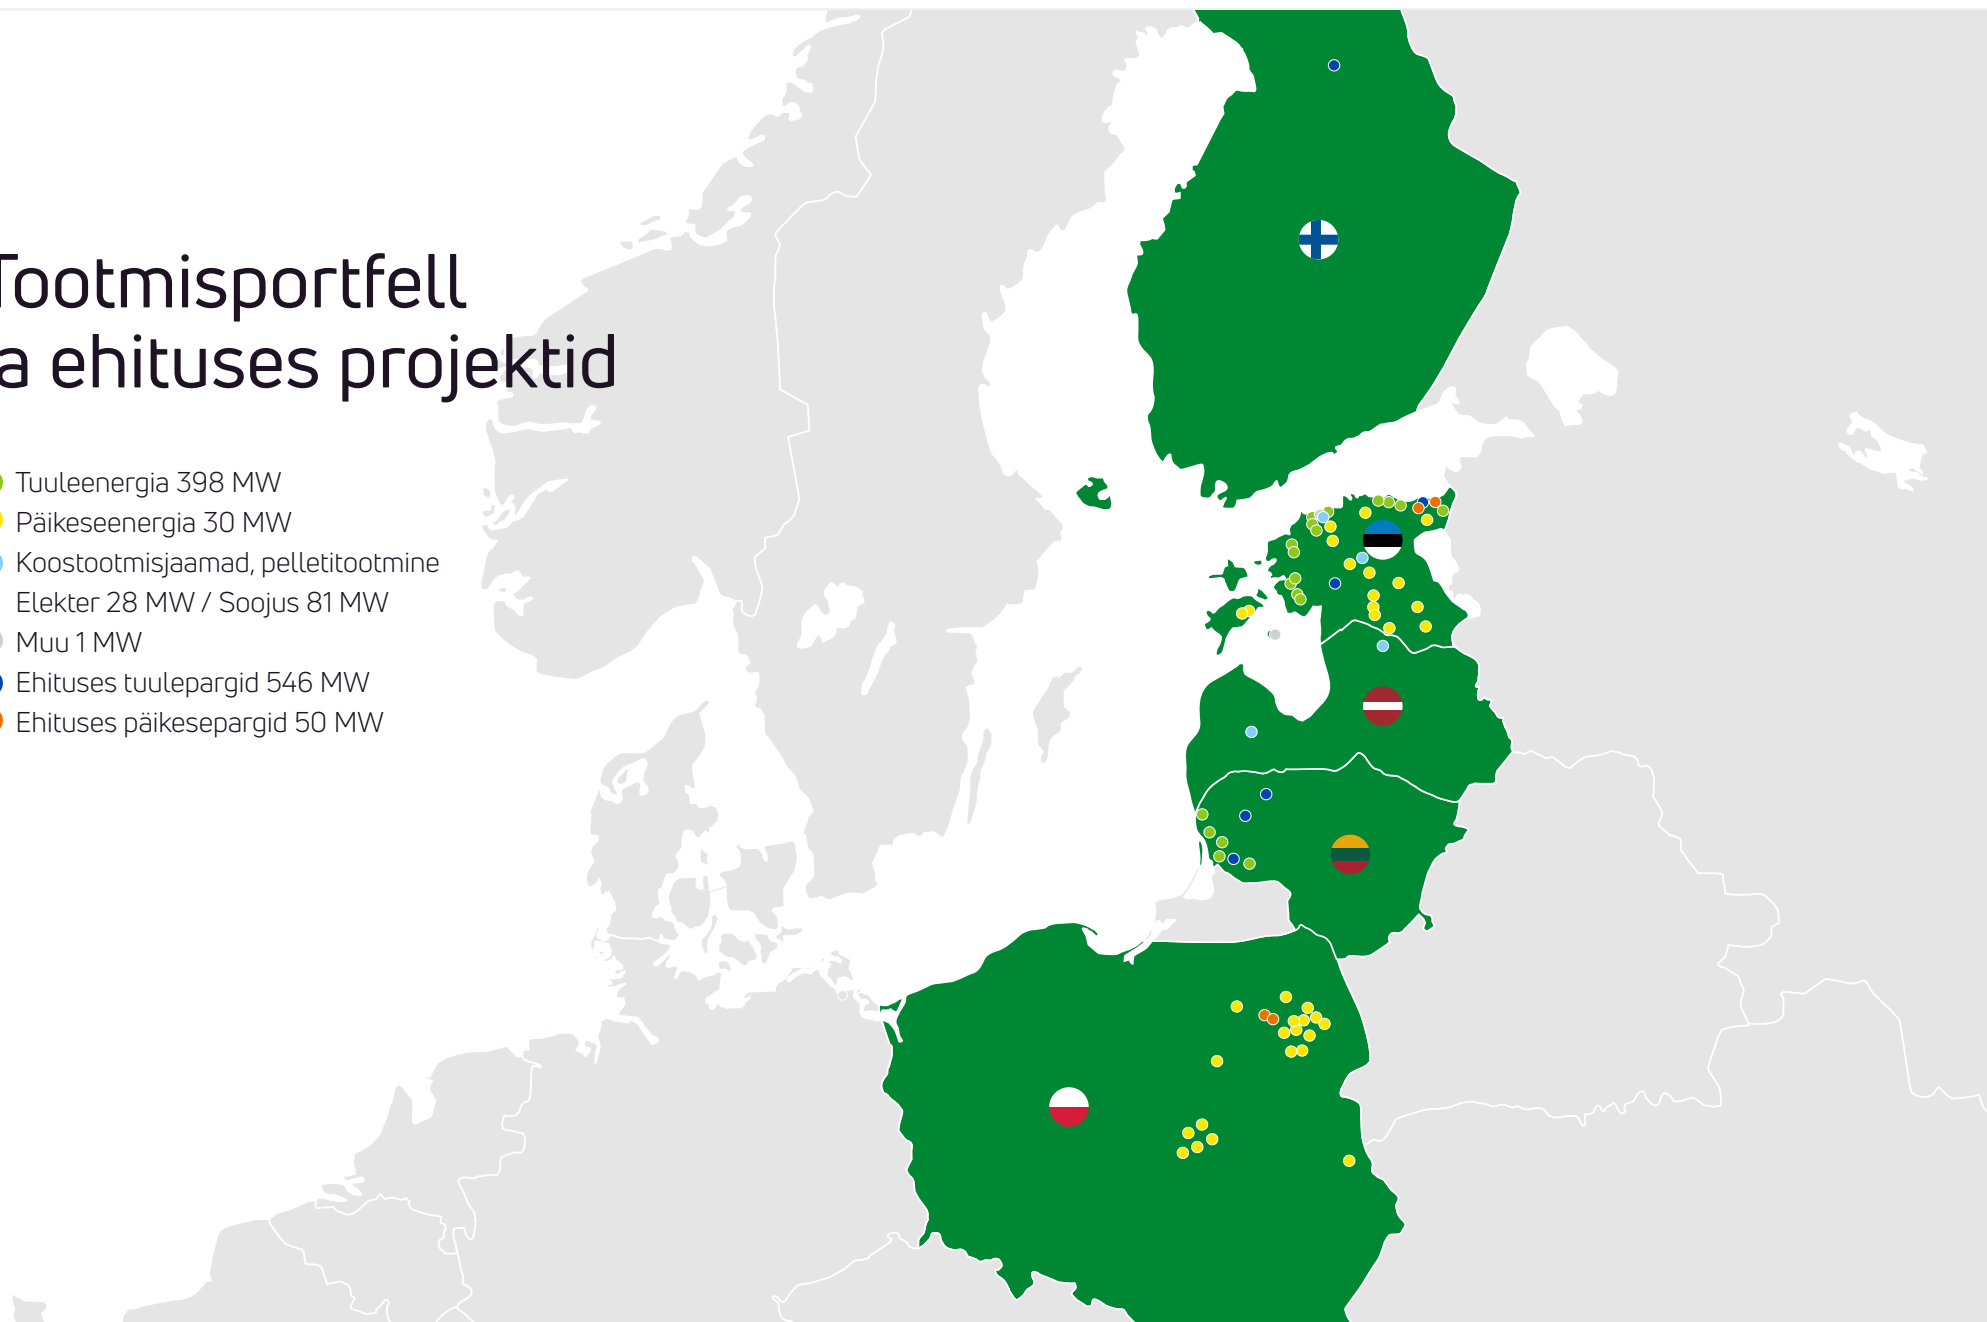 Tootmisportfell
a ehituses projektid
Tuuleenergia 398 MW
Päikeseenergia 30 MW
Koostootmisjaamad, pelletitootmine
Elekter 28 MW / Soojus 81 MW
Muu 1 MW
Ehituses tuulepargid 546 MW
Ehituses päikesepargid 50 MW